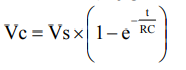 Vc = Vs × (1 − e^(−t/RC))